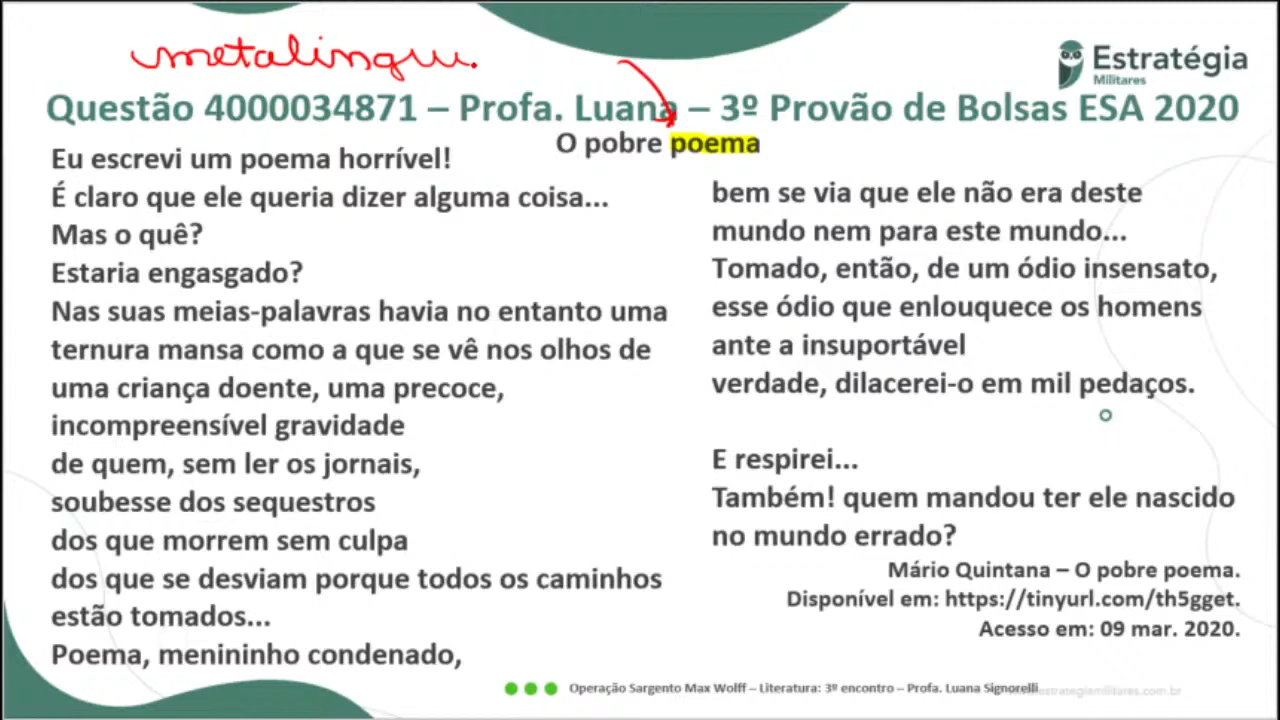 metalingu.
Estratégia
Militares
Questão 4000034871 – Profa. Luana – 3º Provão de Bolsas ESA 2020
O pobre poema
Eu escrevi um poema horrível!
É claro que ele queria dizer alguma coisa...
Mas o quê?
Estaria engasgado?
Nas suas meias-palavras havia no entanto uma
ternura mansa como a que se vê nos olhos de
uma criança doente, uma precoce,
incompreensível gravidade
de quem, sem ler os jornais,
soubesse dos sequestros
dos que morrem sem culpa
dos que se desviam porque todos os caminhos
estão tomados...
Poema, menininho condenado,
bem se via que ele não era deste
mundo nem para este mundo...
Tomado, então, de um ódio insensato,
esse ódio que enlouquece os homens
ante a insuportável
verdade, dilacerei-o em mil pedaços.
E respirei...
Também! quem mandou ter ele nascido
no mundo errado?
Mário Quintana – O pobre poema.
Disponível em: https://tinyurl.com/th5gget.
Acesso em: 09 mar. 2020.
Operação Sargento Max Wolff – Literatura: 3º encontro – Profa. Luana Signorelli
estrategiamilitares.com.br